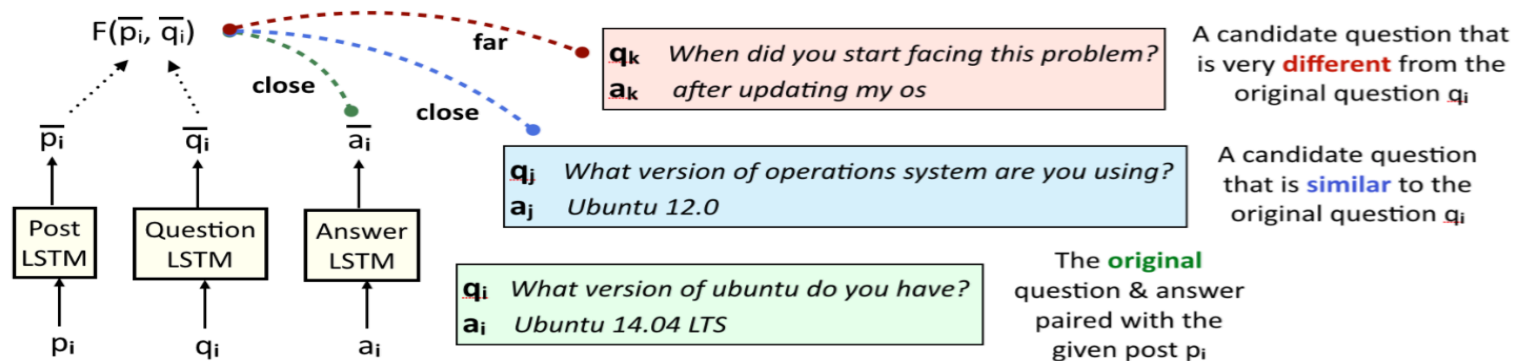 F(p̅ᵢ, q̅ᵢ)
far
close
close
p̅ᵢ
q̅ᵢ
a̅ᵢ
Post
LSTM
Question
LSTM
Answer
LSTM
pᵢ
qᵢ
aᵢ
qₖ When did you start facing this problem?
aₖ after updating my os
A candidate question that
is very different from the
original question qᵢ
qⱼ What version of operations system are you using?
aⱼ Ubuntu 12.0
A candidate question
that is similar to the
original question qᵢ
qᵢ What version of ubuntu do you have?
aᵢ Ubuntu 14.04 LTS
The original
question & answer
paired with the
given post pᵢ